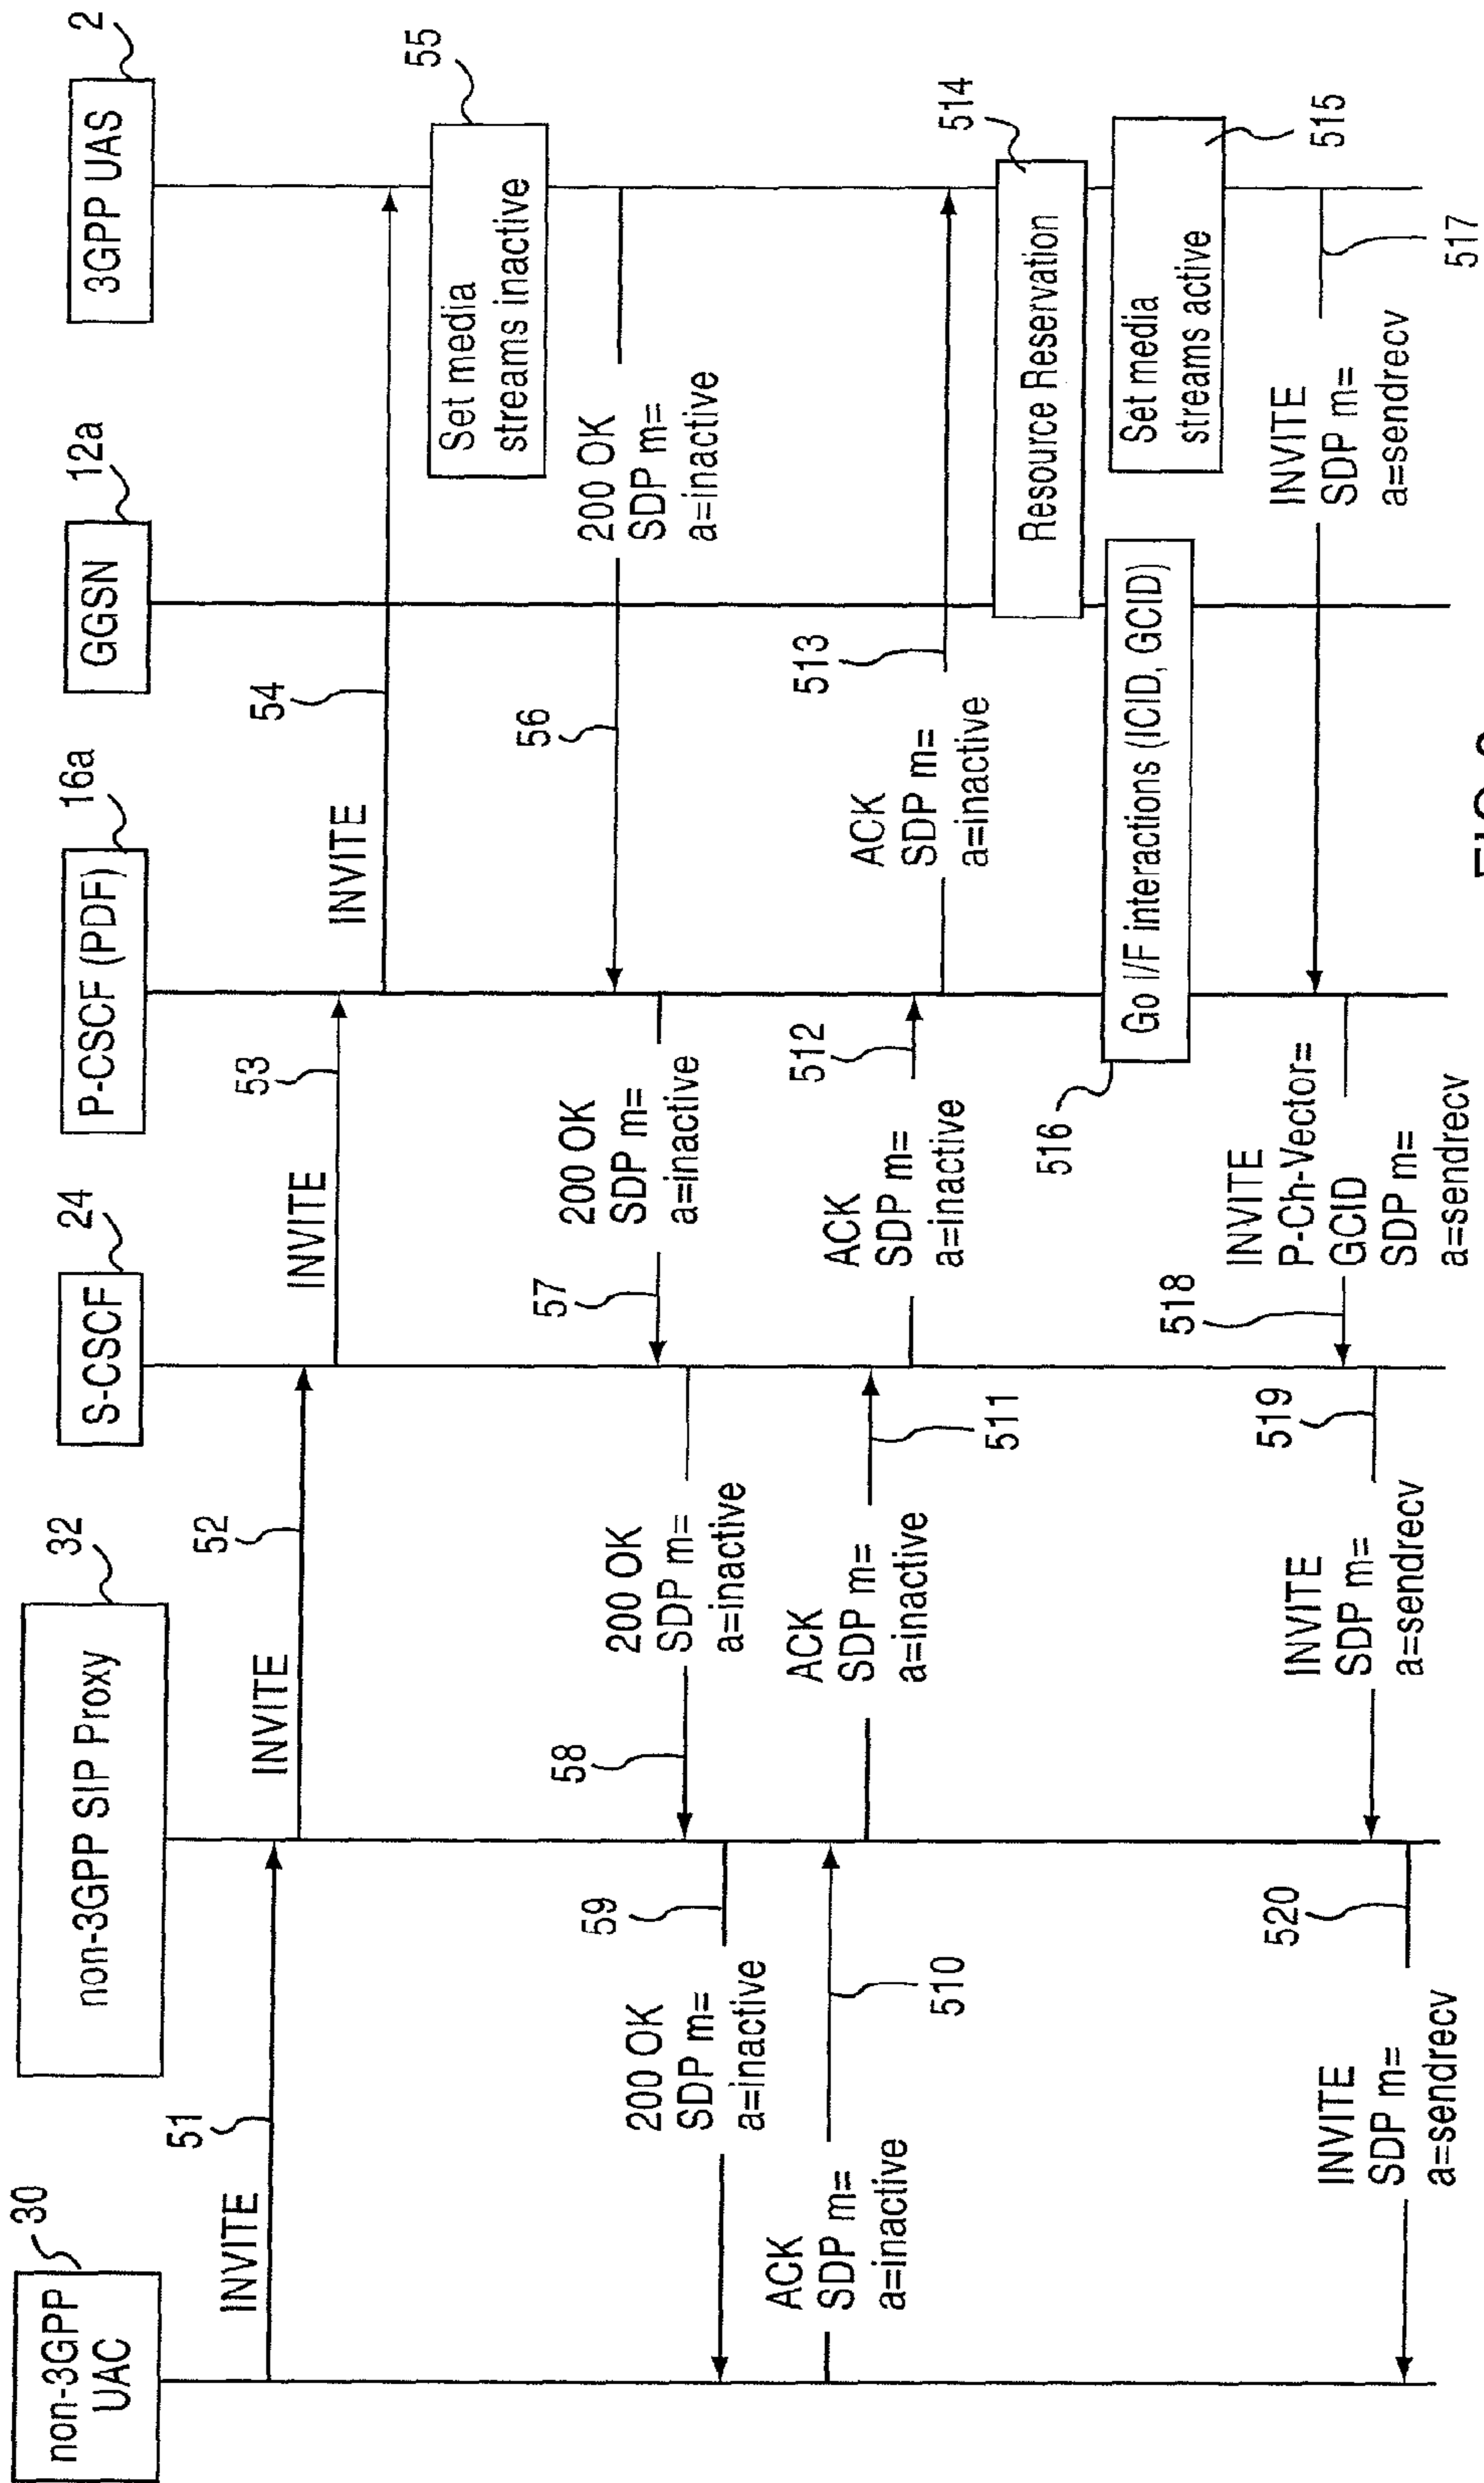 non-3GPP
UAC
30
non-3GPP SIP Proxy
32
S-CSCF
24
P-CSCF (PDF)
16a
GGSN
12a
3GPP UAS
2
INVITE
51
INVITE
52
INVITE
53
INVITE
54
Set media
streams inactive
55
200 OK
SDP m=
a=inactive
56
200 OK
SDP m=
a=inactive
57
200 OK
SDP m=
a=inactive
58
200 OK
SDP m=
a=inactive
59
ACK
SDP m=
a=inactive
510
ACK
SDP m=
a=inactive
511
ACK
SDP m=
a=inactive
512
ACK
SDP m=
a=inactive
513
Resource Reservation
514
Set media
streams active
515
Go I/F interactions (ICID, GCID)
516
INVITE
SDP m=
a=sendrecv
517
INVITE
P-Ch-Vector=
GCID
SDP m=
a=sendrecv
518
INVITE
SDP m=
a=sendrecv
519
INVITE
SDP m=
a=sendrecv
520